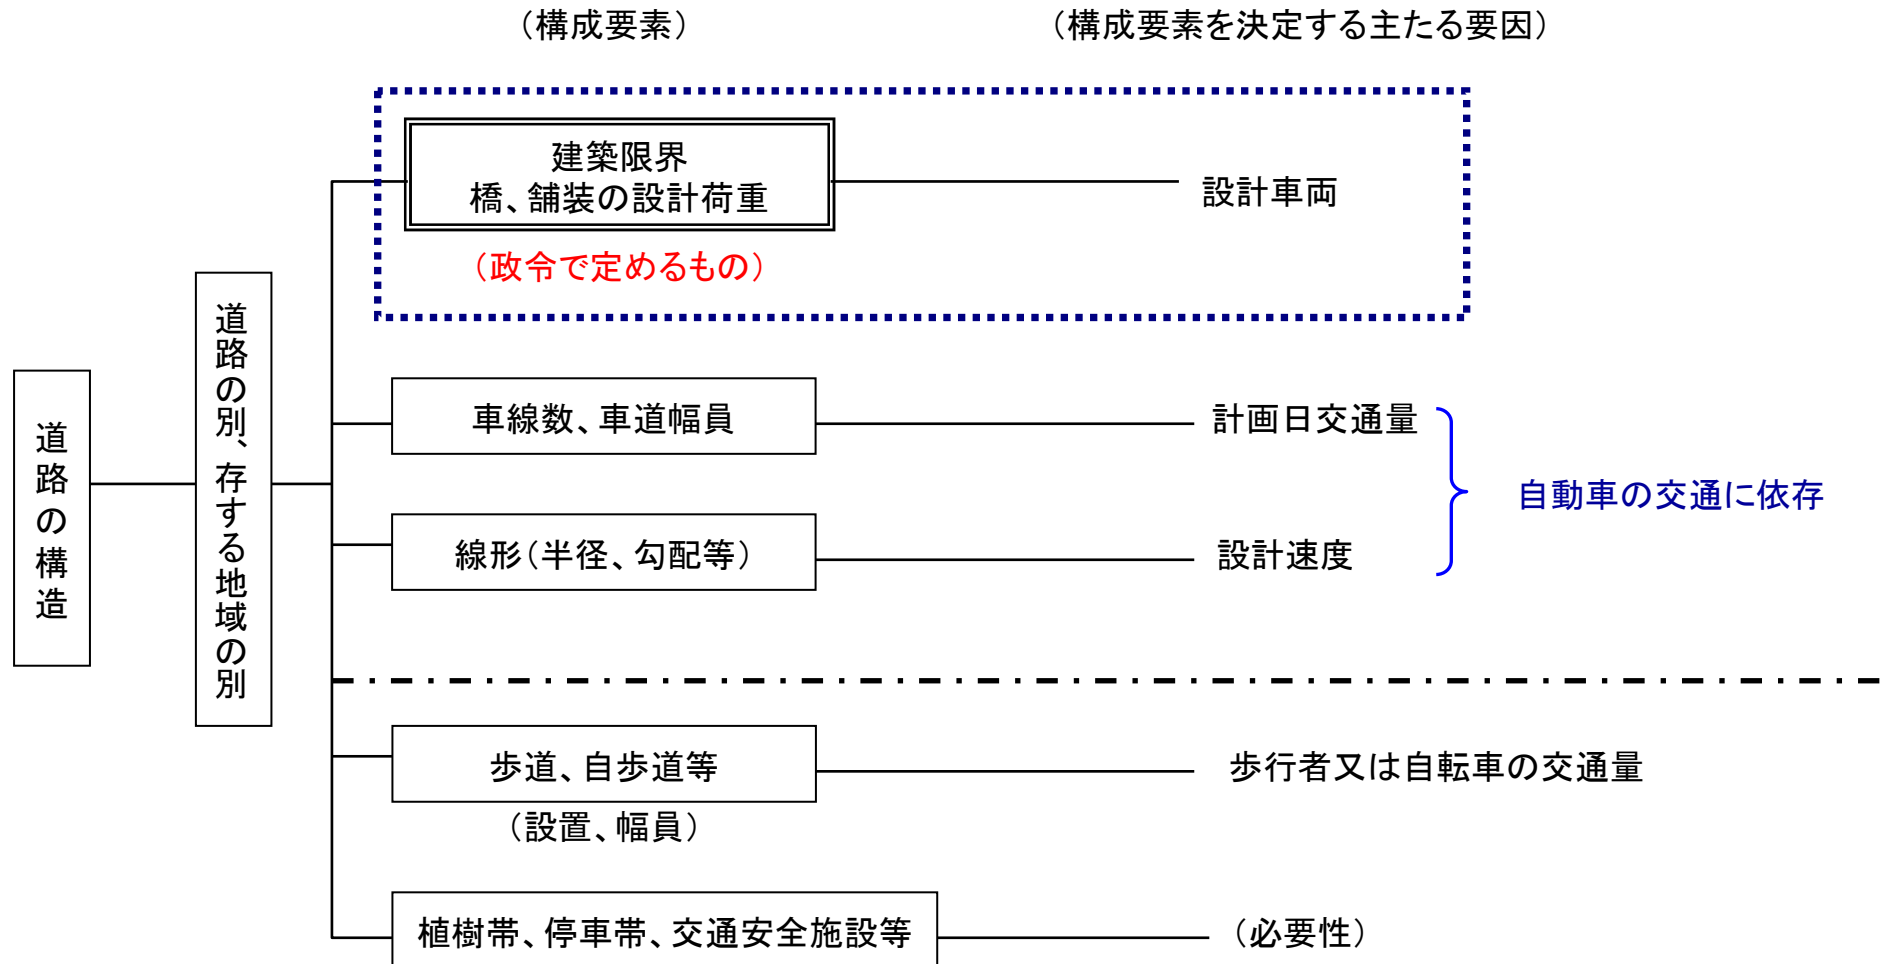 （構成要素）
（構成要素を決定する主たる要因）
建築限界
橋、舗装の設計荷重
設計車両
（政令で定めるもの）
道路の構造
道路の別、存する地域の別
車線数、車道幅員
計画日交通量
自動車の交通に依存
線形（半径、勾配等）
設計速度
歩道、自歩道等
歩行者又は自転車の交通量
（設置、幅員）
植樹帯、停車帯、交通安全施設等
（必要性）